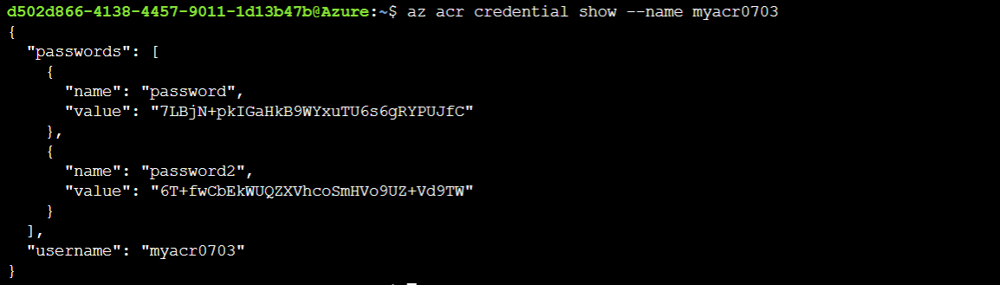 d502d866-4138-4457-9011-1d13b47b@Azure:~$ az acr credential show --name myacr0703
{
  "passwords": [
    {
      "name": "password",
      "value": "7LBjN+pkIGaHkB9WYxuTU6s6gRYPUJfC"
    },
    {
      "name": "password2",
      "value": "6T+fwCbEkWUQZXVhcoSmHVo9UZ+Vd9TW"
    }
  ],
  "username": "myacr0703"
}